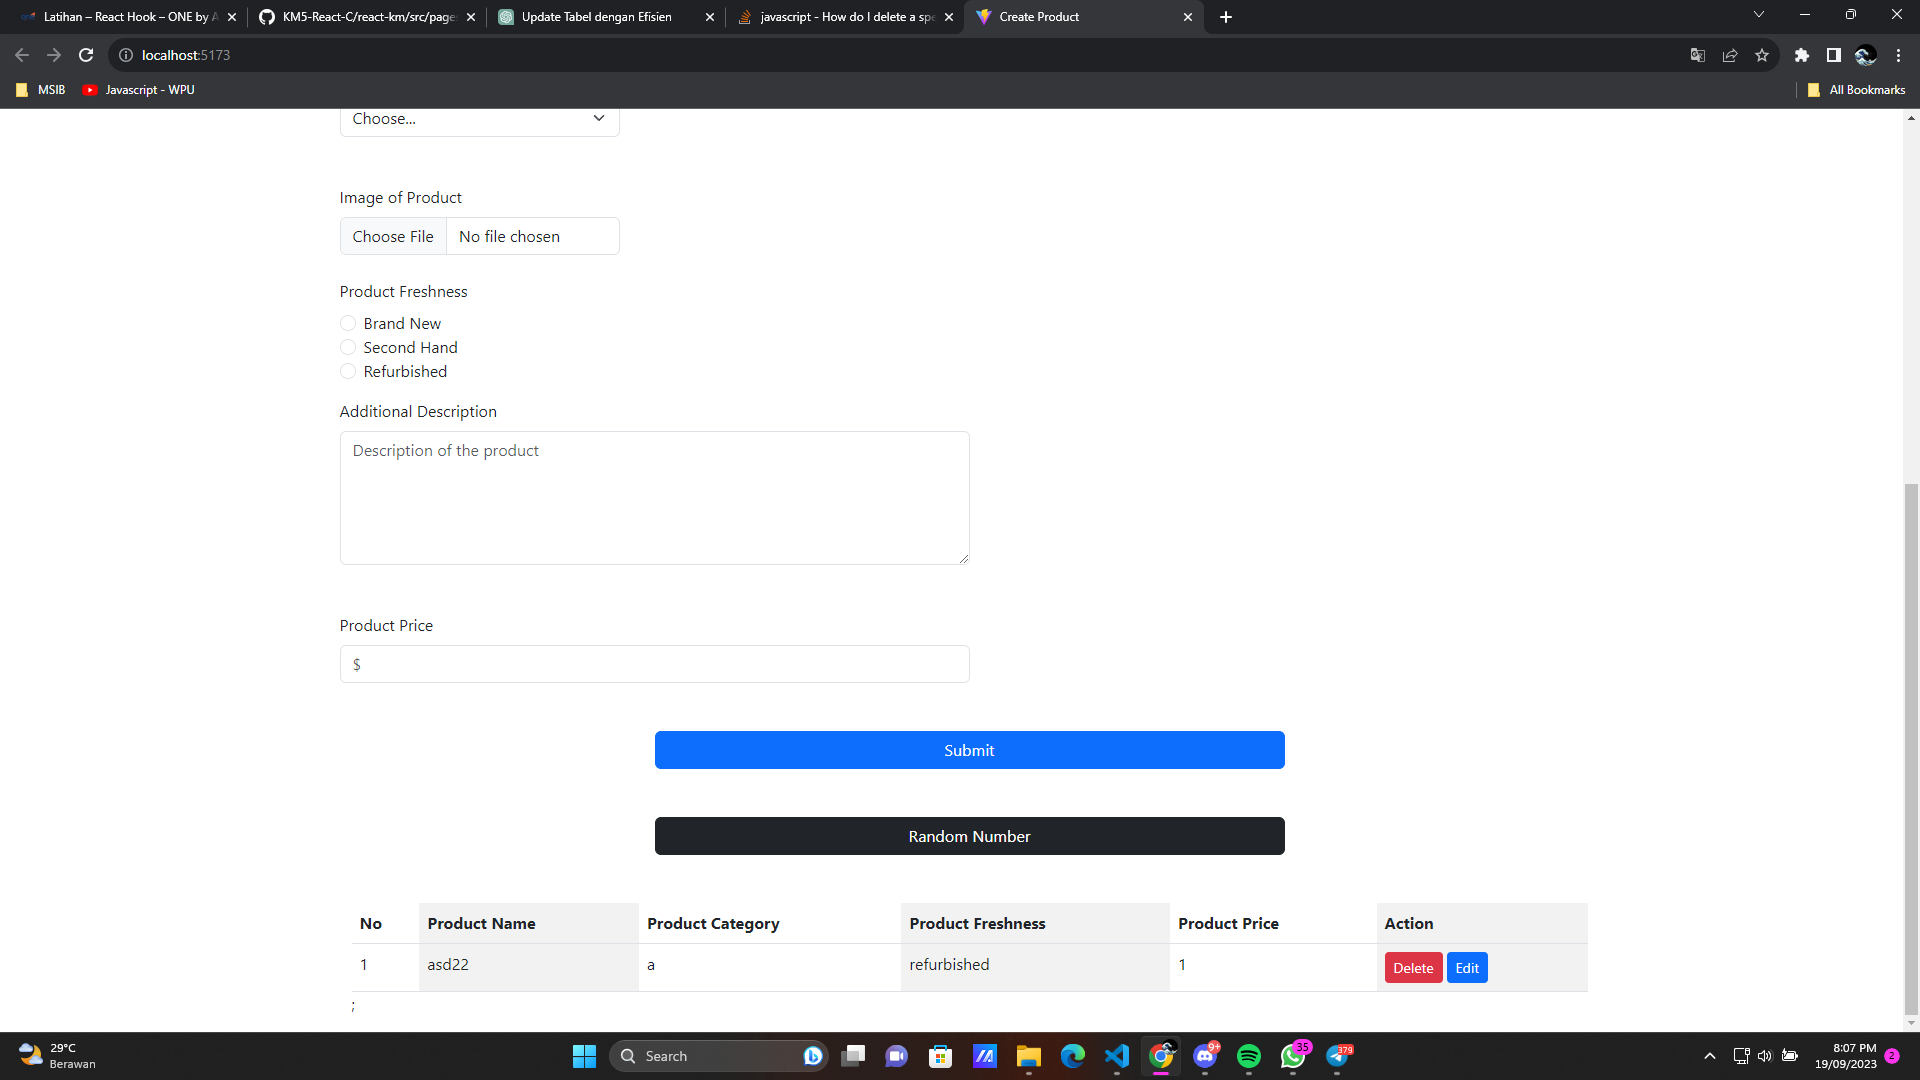 Latihan – React Hook – ONE by A
KM5-React-C/react-km/src/page
Update Tabel dengan Efisien
javascript - How do I delete a spe
Create Product
localhost:5173
MSIB
Javascript - WPU
All Bookmarks
Choose...
Image of Product
Choose File
No file chosen
Product Freshness
Brand New
Second Hand
Refurbished
Additional Description
Description of the product
Product Price
$
Submit
Random Number
No Product Name Product Category Product Freshness Product Price Action
1 asd22 a refurbished 1 Delete Edit
;
29°C
Berawan
Search
9+
35
379
8:07 PM
19/09/2023
2